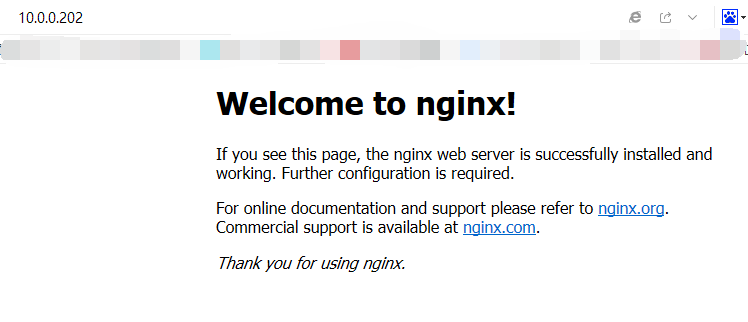 10.0.0.202
Welcome to nginx!
If you see this page, the nginx web server is successfully installed and
working. Further configuration is required.
For online documentation and support please refer to nginx.org.
Commercial support is available at nginx.com.
Thank you for using nginx.